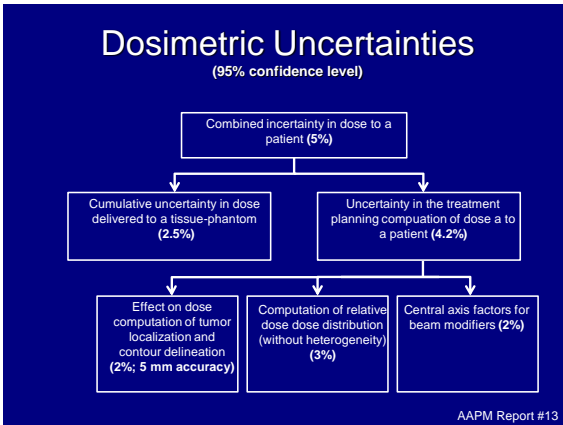 Dosimetric Uncertainties
(95% confidence level)
Combined incertainty in dose to a
patient (5%)
Cumulative uncertainty in dose
delivered to a tissue-phantom
(2.5%)
Uncertainty in the treatment
planning compuation of dose a to
a patient (4.2%)
Effect on dose
computation of tumor
localization and
contour delineation
(2%; 5 mm accuracy)
Computation of relative
dose dose distribution
(without heterogeneity)
(3%)
Central axis factors for
beam modifiers (2%)
AAPM Report #13